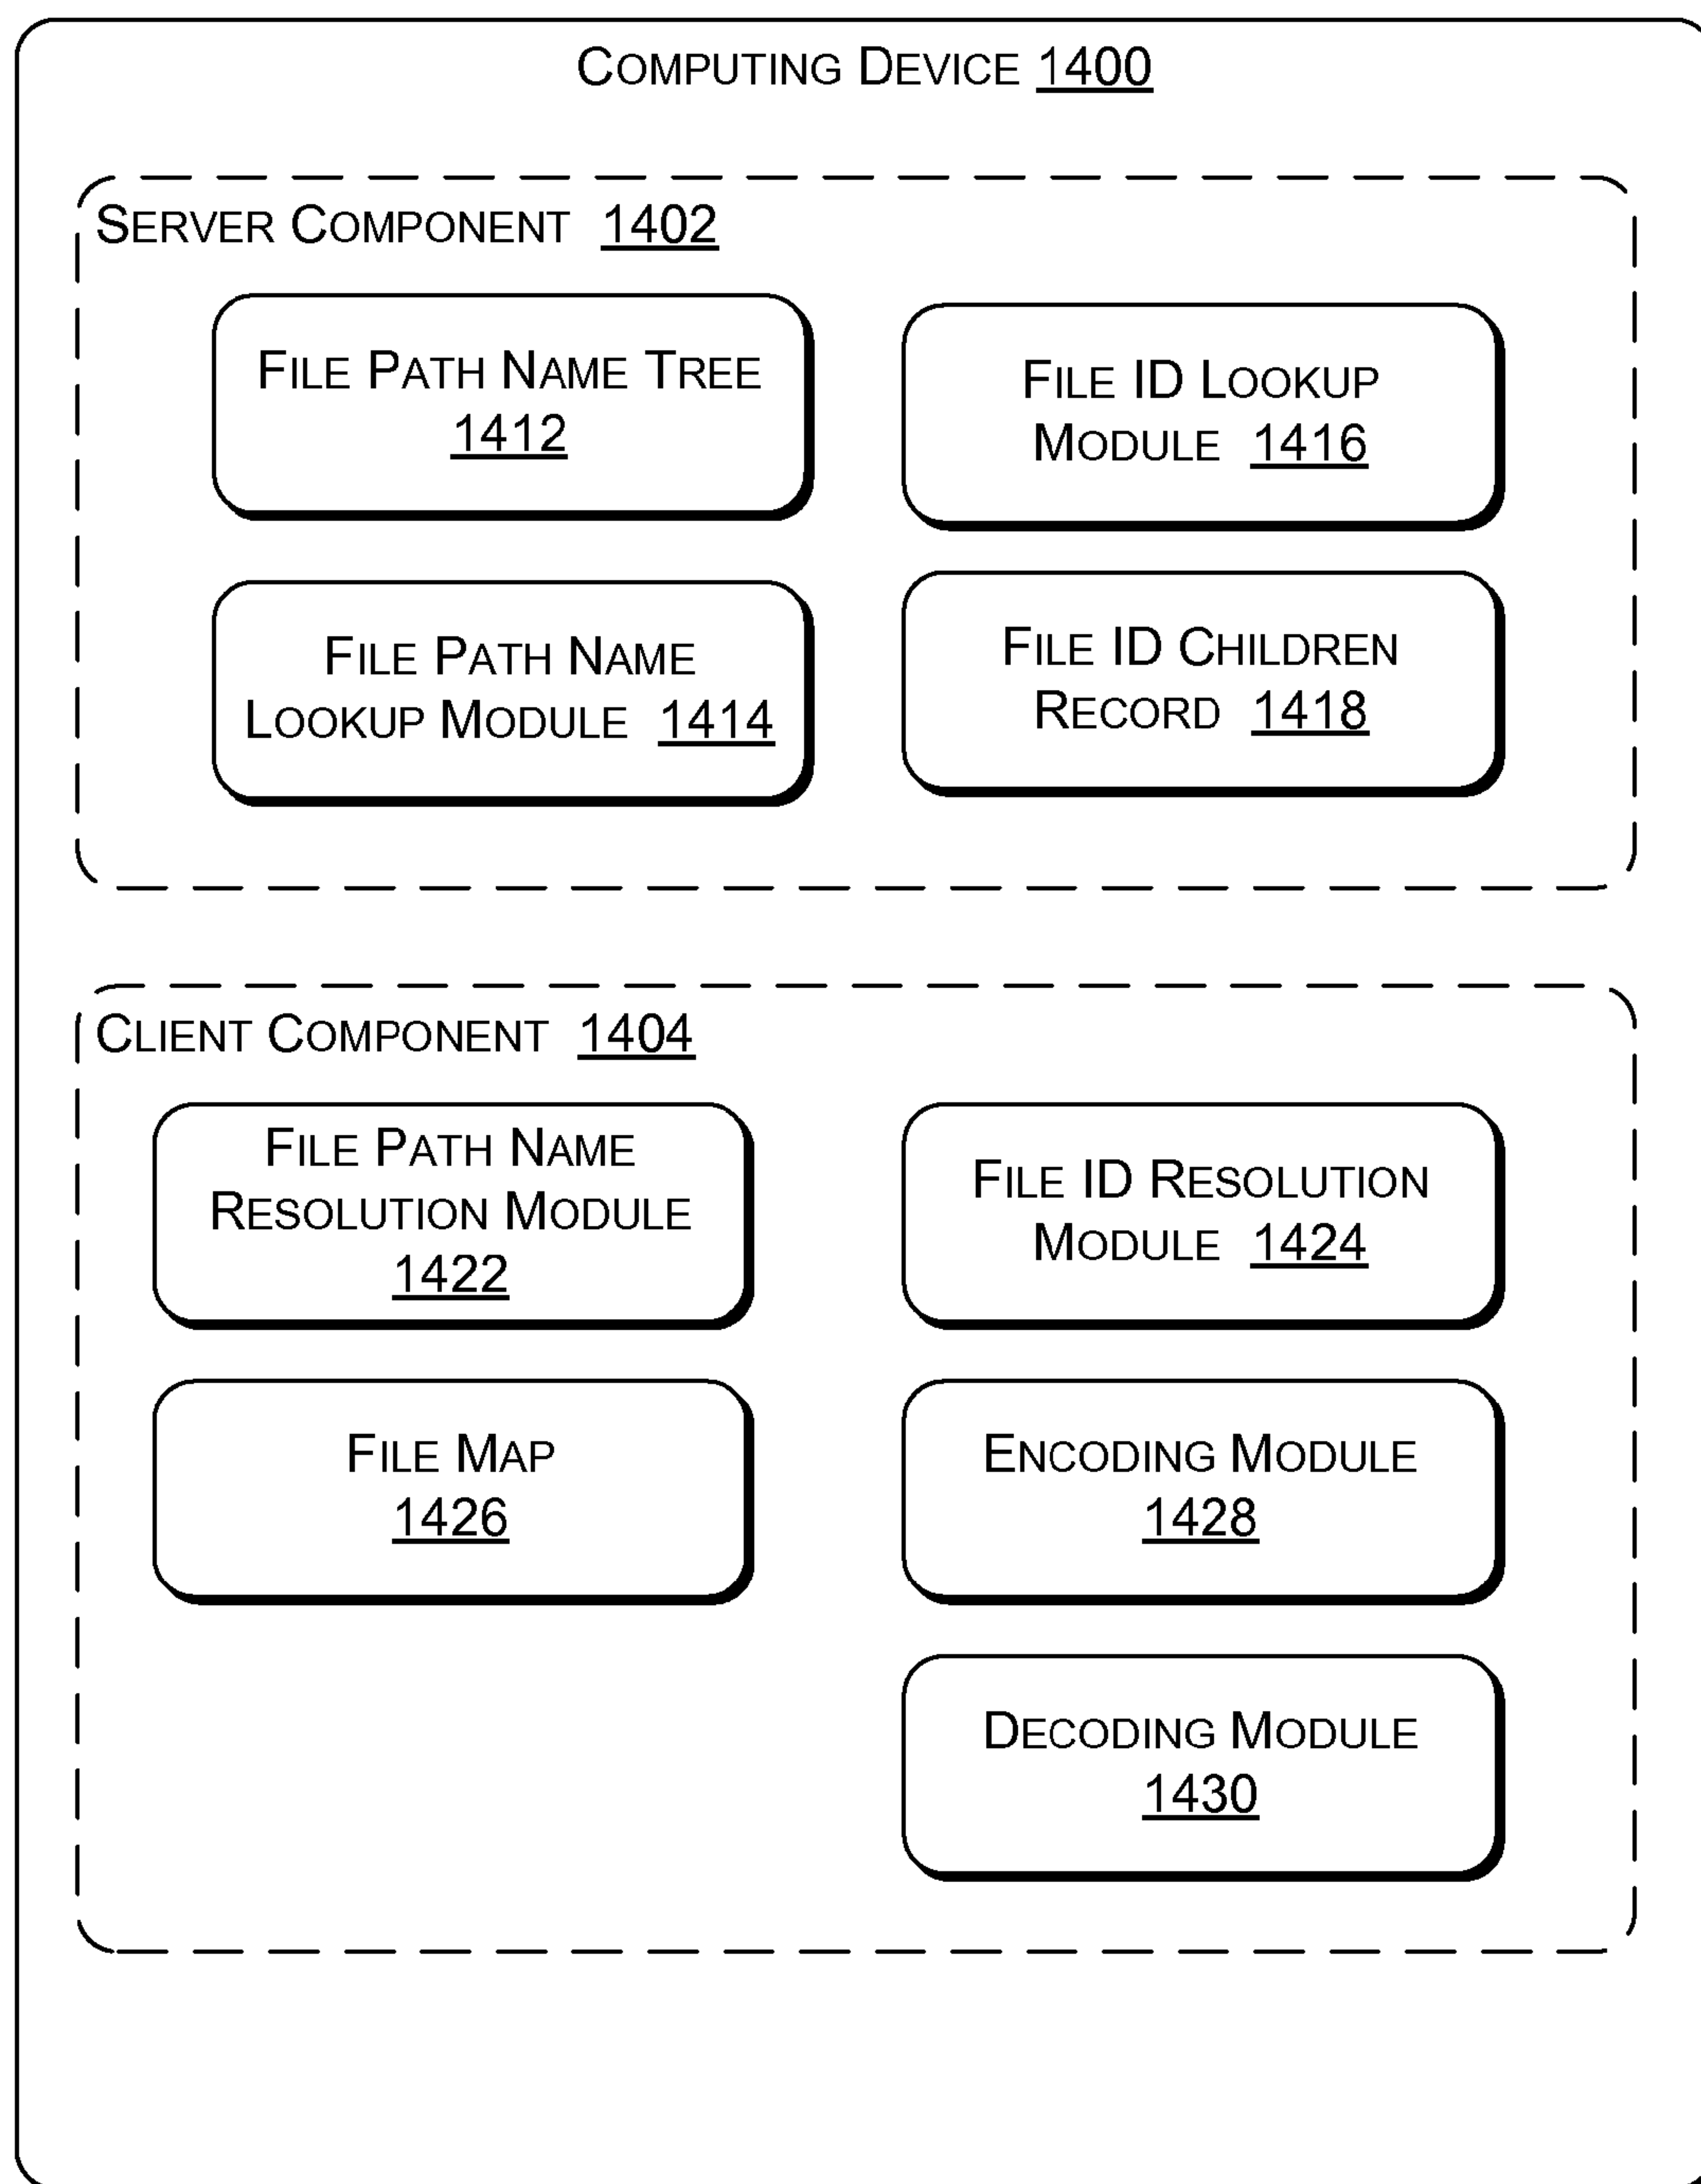 COMPUTING DEVICE 1400
SERVER COMPONENT 1402
FILE PATH NAME TREE
1412
FILE ID LOOKUP
MODULE 1416
FILE PATH NAME
LOOKUP MODULE 1414
FILE ID CHILDREN
RECORD 1418
CLIENT COMPONENT 1404
FILE PATH NAME
RESOLUTION MODULE
1422
FILE ID RESOLUTION
MODULE 1424
FILE MAP
1426
ENCODING MODULE
1428
DECODING MODULE
1430